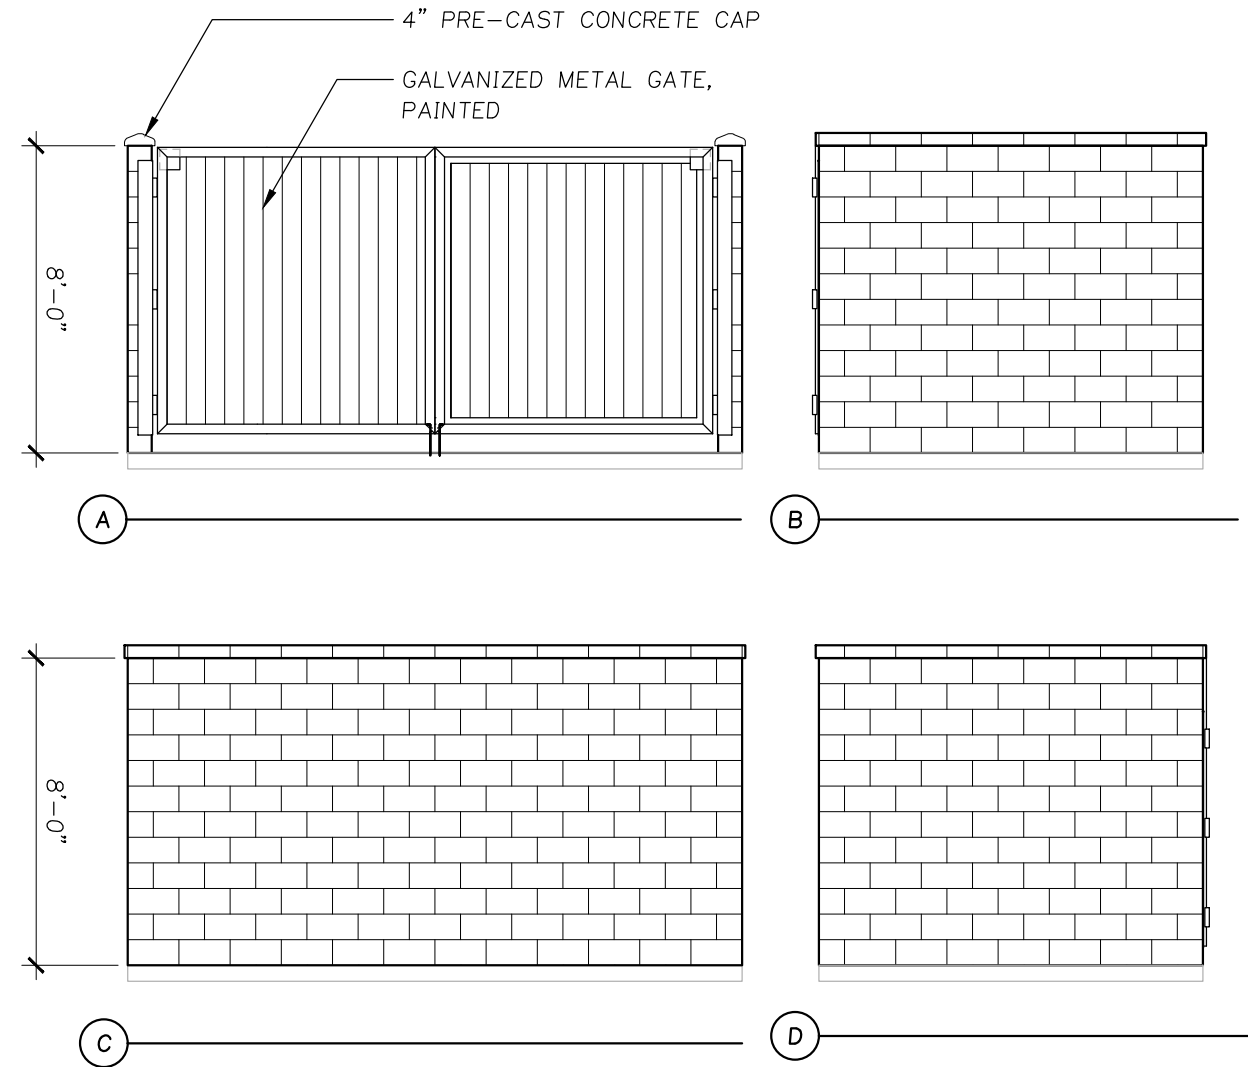 4” PRE-CAST CONCRETE CAP
GALVANIZED METAL GATE,
PAINTED
8'-0”
A
B
8'-0”
C
D